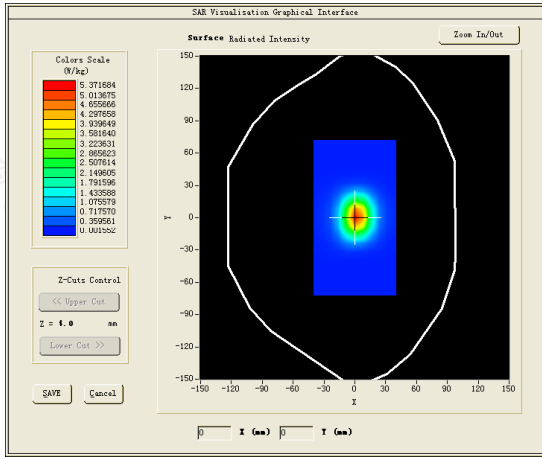 SAR Visualisation Graphical Interface
Surface Radiated Intensity
Zoom In/Out
Colors Scale
(W/kg)
5.371684
5.013675
4.655666
4.297658
3.939649
3.581640
3.223631
2.865623
2.507614
2.149605
1.791596
1.433588
1.075579
0.717570
0.359561
0.001552
150
120
90
60
30
0
-30
-60
-90
-120
-150
Y
-150 -120 -90 -60 -30 0 30 60 90 120 150
X
Z-Cuts Control
<< Upper Cut
Z = 4.0 mm
Lower Cut >>
SAVE
Cancel
0 X (mm) 0 Y (mm)